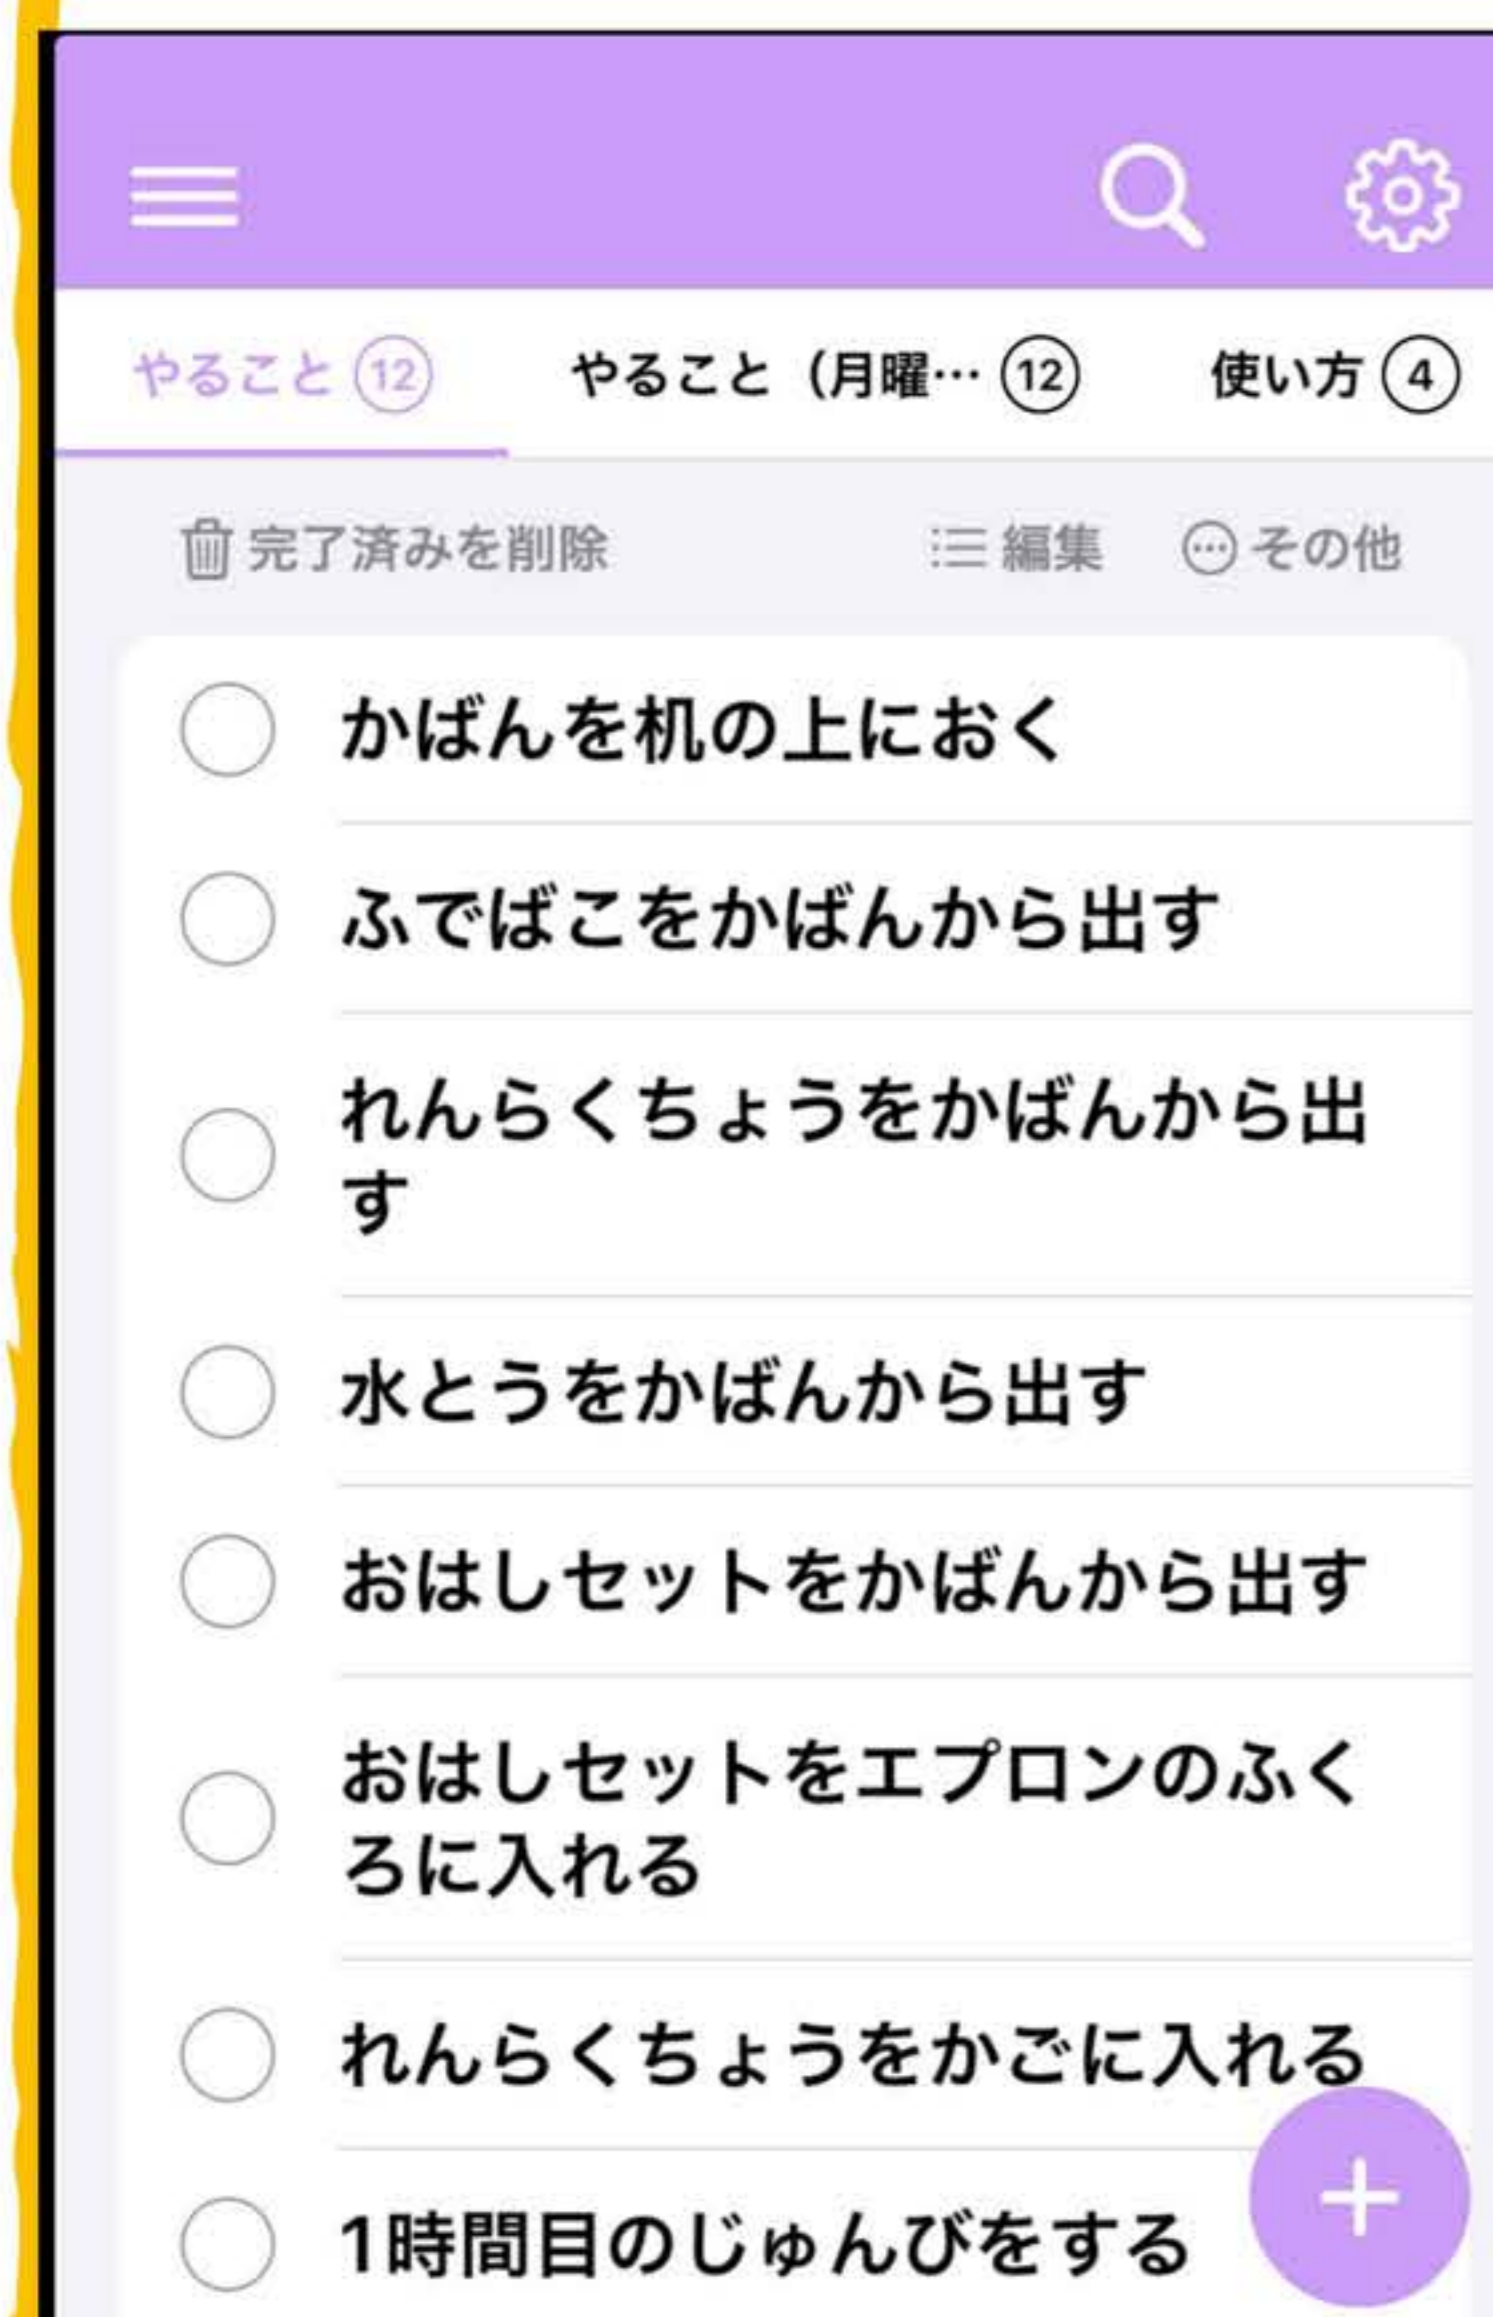 やること 12 やること（月曜… 12 使い方 4
完了済みを削除 編集 その他
かばんを机の上におく
ふでばこをかばんから出す
れんらくちょうをかばんから出
す
水とうをかばんから出す
おはしセットをかばんから出す
おはしセットをエプロンのふく
ろに入れる
れんらくちょうをかごに入れる
1時間目のじゅんびをする